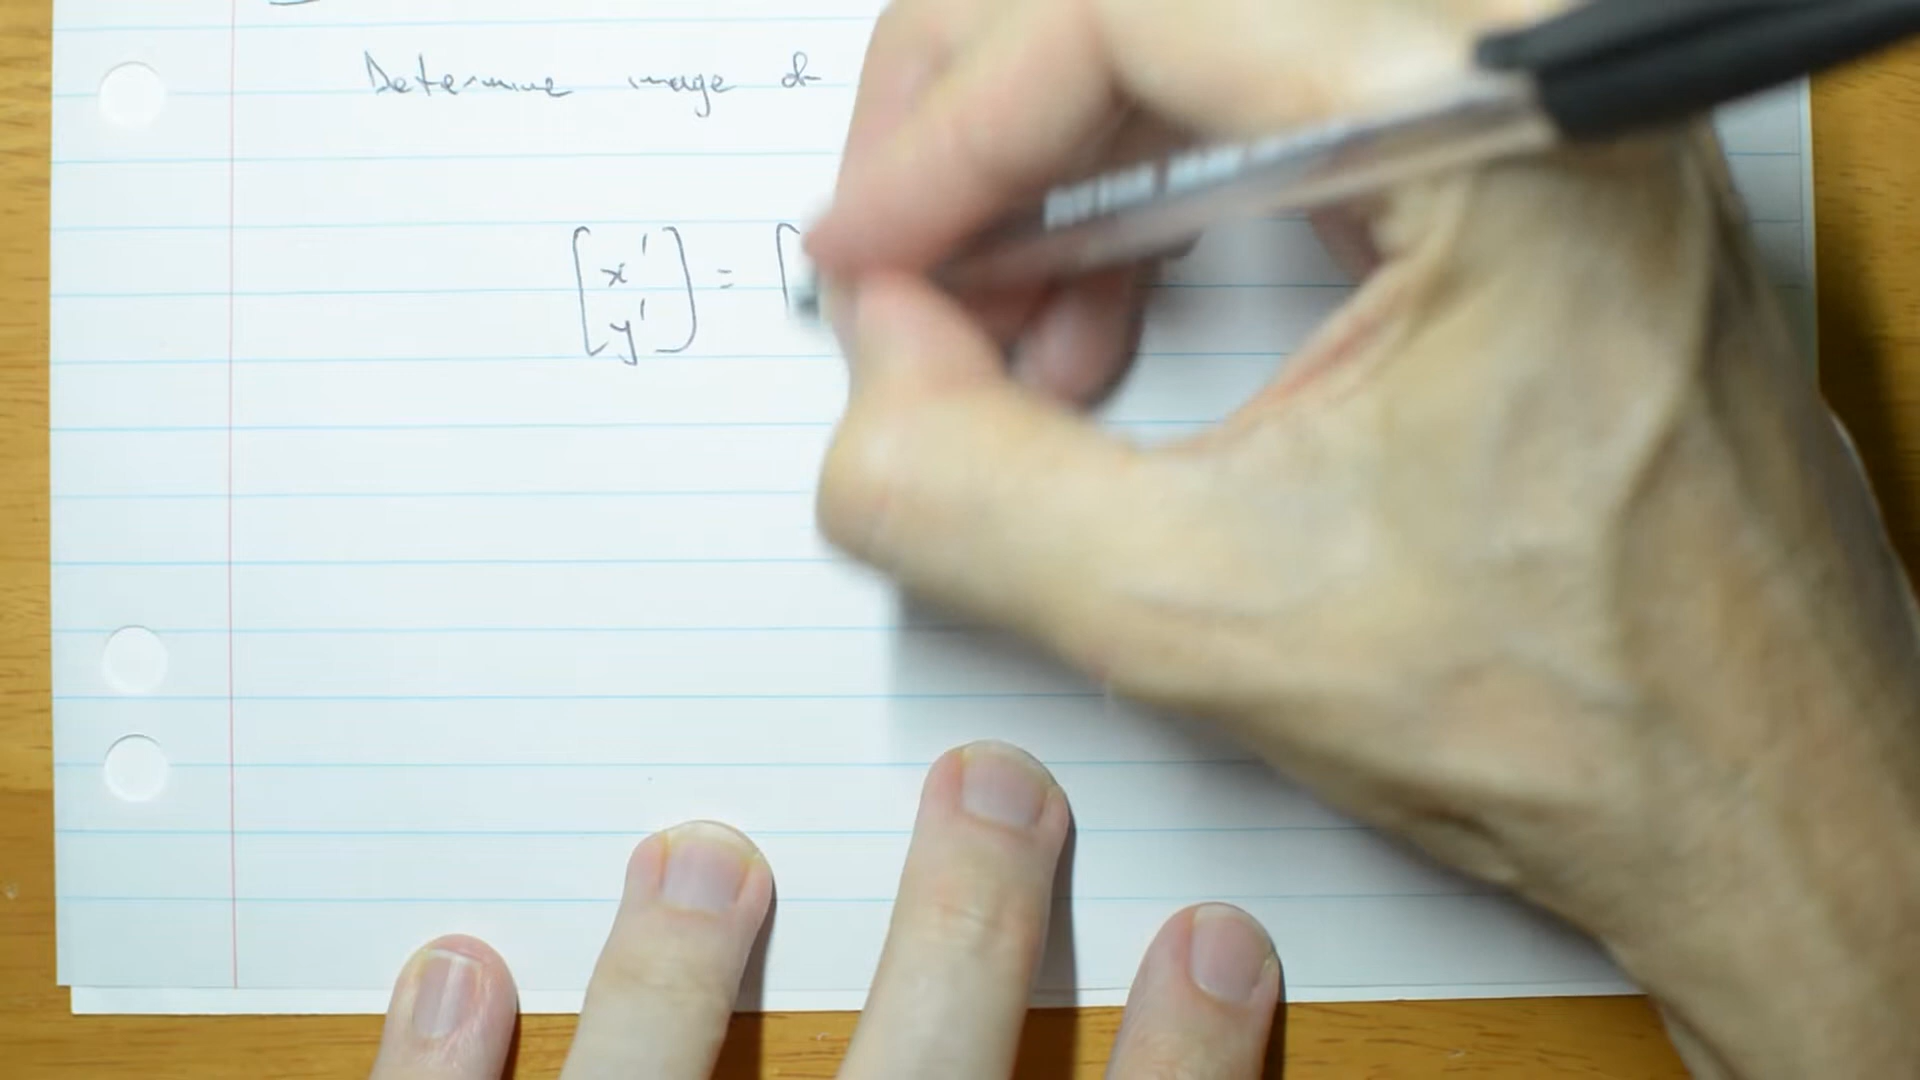 Determine image of
[x'
y'] = [